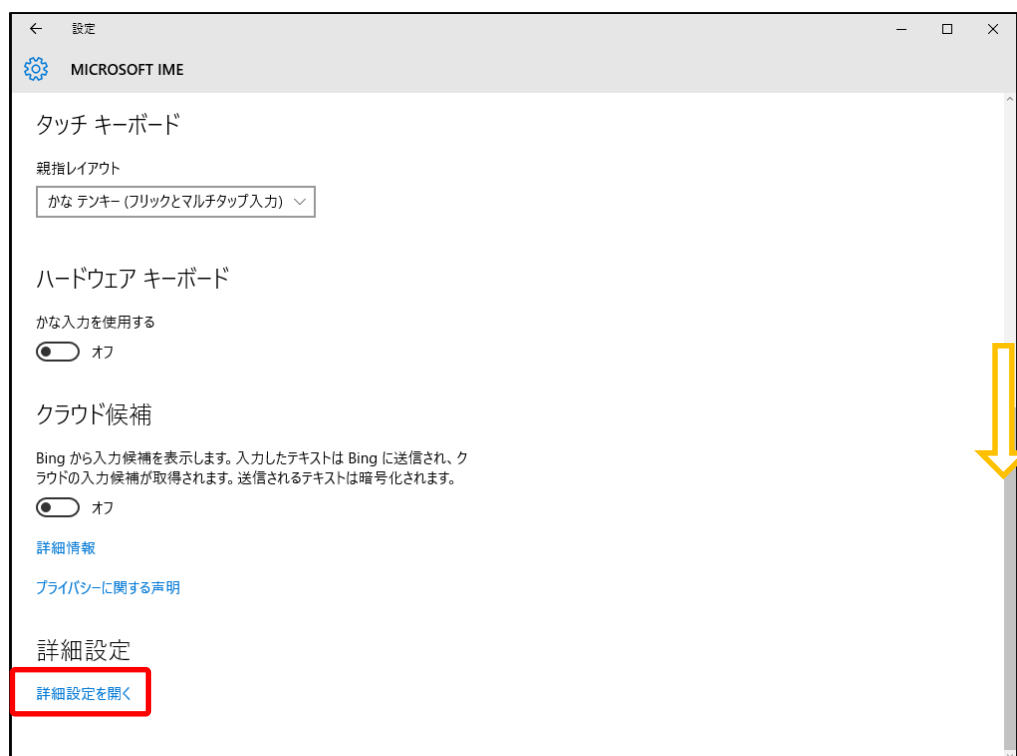 設定
MICROSOFT IME
タッチ キーボード
親指レイアウト
かな テンキー (フリックとマルチタップ入力)
ハードウェア キーボード
かな入力を使用する
オフ
クラウド候補
Bing から入力候補を表示します。入力したテキストは Bing に送信され、ク
ラウドの入力候補が取得されます。送信されるテキストは暗号化されます。
オフ
詳細情報
プライバシーに関する声明
詳細設定
詳細設定を開く